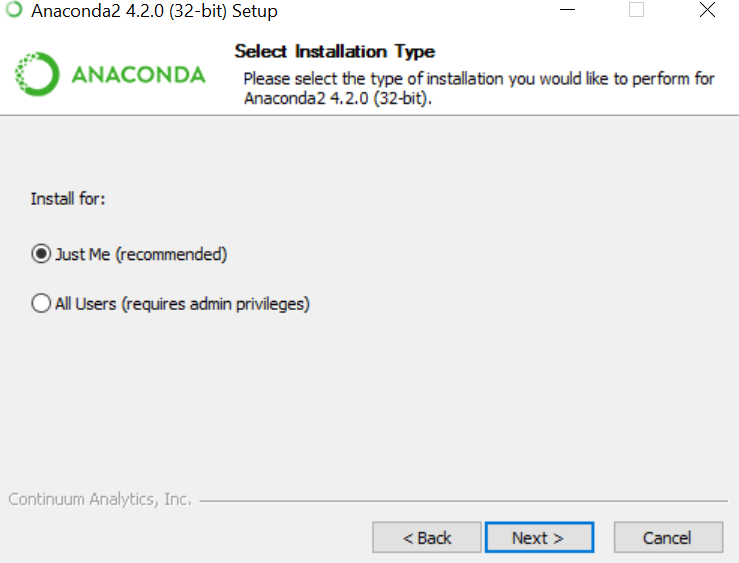 Anaconda2 4.2.0 (32-bit) Setup
ANACONDA
Select Installation Type
Please select the type of installation you would like to perform for
Anaconda2 4.2.0 (32-bit).
Install for:
Just Me (recommended)
All Users (requires admin privileges)
Continuum Analytics, Inc.
< Back Next > Cancel